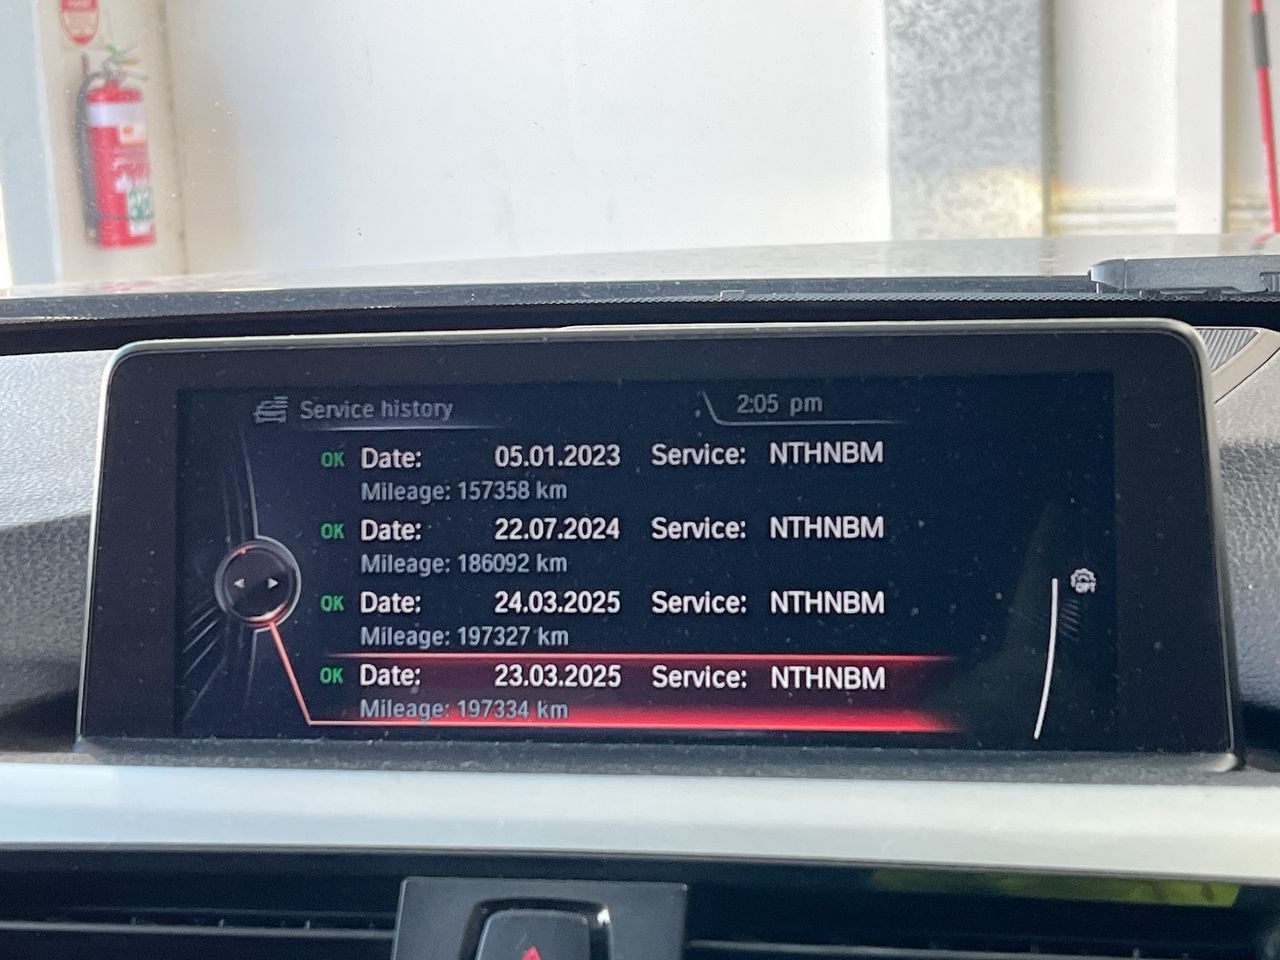 Service history 2:05 pm
OK Date: 05.01.2023 Service: NTHNBM
Mileage: 157358 km
OK Date: 22.07.2024 Service: NTHNBM
Mileage: 186092 km
OK Date: 24.03.2025 Service: NTHNBM
Mileage: 197327 km
OK Date: 23.03.2025 Service: NTHNBM
Mileage: 197334 km